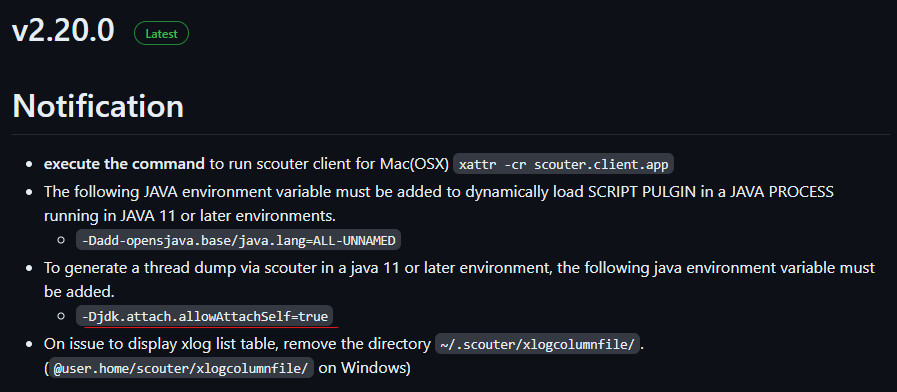 v2.20.0 Latest
Notification
execute the command to run scouter client for Mac(OSX) xattr -cr scouter.client.app
The following JAVA environment variable must be added to dynamically load SCRIPT PULGIN in a JAVA PROCESS
running in JAVA 11 or later environments.
-Dadd-opensjava.base/java.lang=ALL-UNNAMED
To generate a thread dump via scouter in a java 11 or later environment, the following java environment variable must
be added.
-Djdk.attach.allowAttachSelf=true
On issue to display xlog list table, remove the directory ~/.scouter/xlogcolumnfile/ .
(@user.home/scouter/xlogcolumnfile/ on Windows)